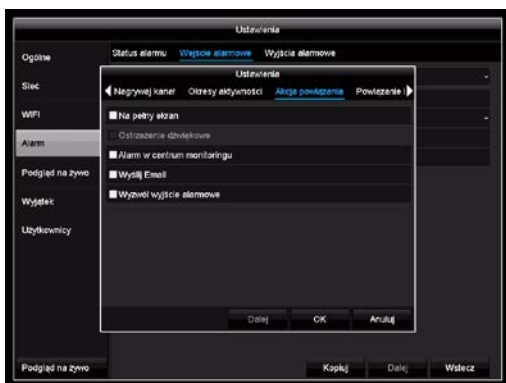 Ustawienia
Ogólne
Status alarmu Wejście alarmowe Wyjścia alarmowe
Ustawienia
Sieć
Nagrywaj kanał Okresy aktywności Akcja powiązania Powiązanie
WIFI
Na pełny ekran
Ostrzeżenie dźwiękowe
Alarm
Alarm w centrum monitoringu
Podgląd na żywo
Wyślij Email
Wyjątek
Wyzwól wyjście alarmowe
Użytkownicy
Dalej OK Anuluj
Podgląd na żywo Kopiuj Dalej Wstecz